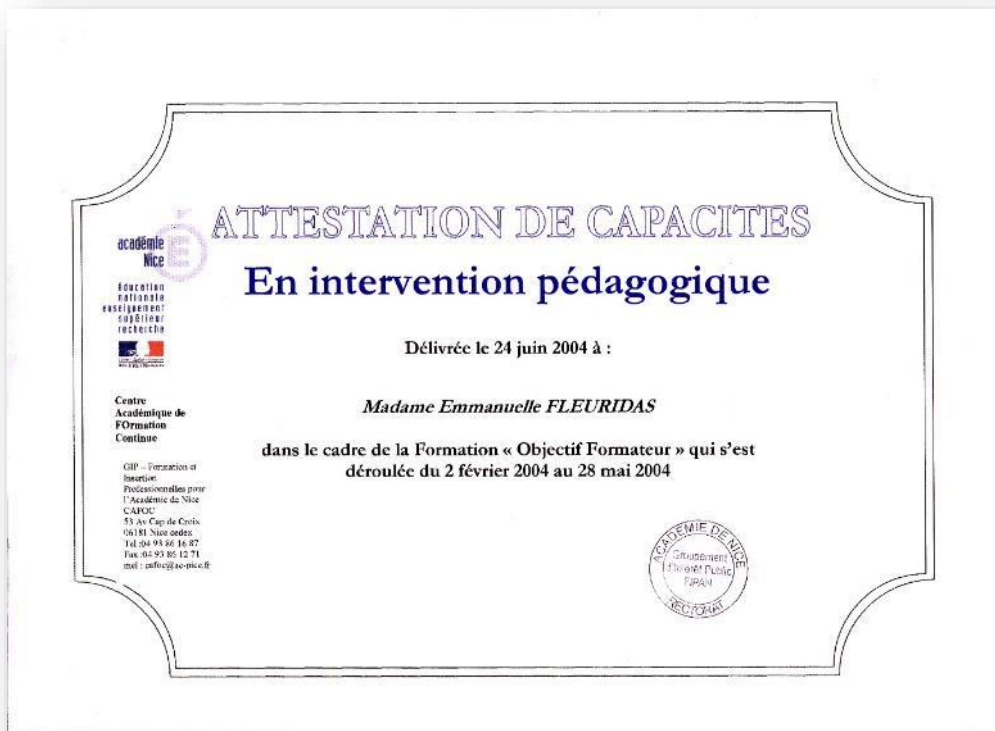 ATTESTATION DE CAPACITES
En intervention pédagogique
Délivrée le 24 juin 2004 à :
Madame Emmanuelle FLEURIDAS
dans le cadre de la Formation « Objectif Formateur » qui s'est
déroulée du 2 février 2004 au 28 mai 2004
académie
Nice
éducation
nationale
enseignement
supérieur
recherche
Centre
Académique de
FOrmation
Continue
GIP – Formation et
Insertion
Professionnelles pour
l'Académie de Nice
CAFOC
53 Av Cap de Croix
06181 Nice cedex
Tel :04 93 86 16 87
Fax :04 93 86 12 71
mel : cafoc@ac-nice.fr
ACADEMIE DE NICE
Groupement
d'Interêt Public
FIPAN
RECTORAT